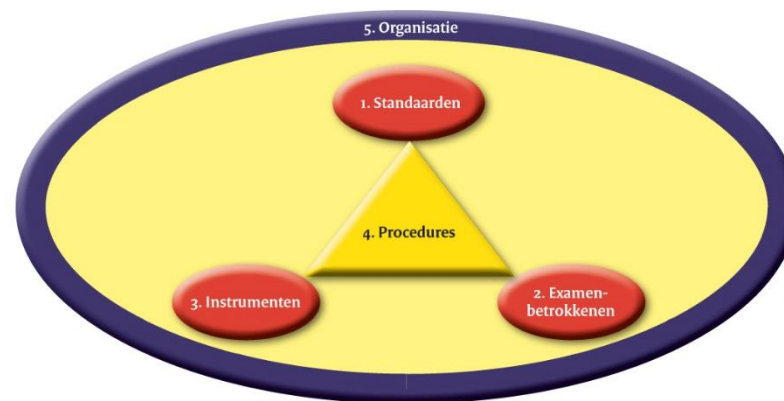 5. Organisatie
1. Standaarden
4. Procedures
3. Instrumenten
2. Examen-
betrokkenen